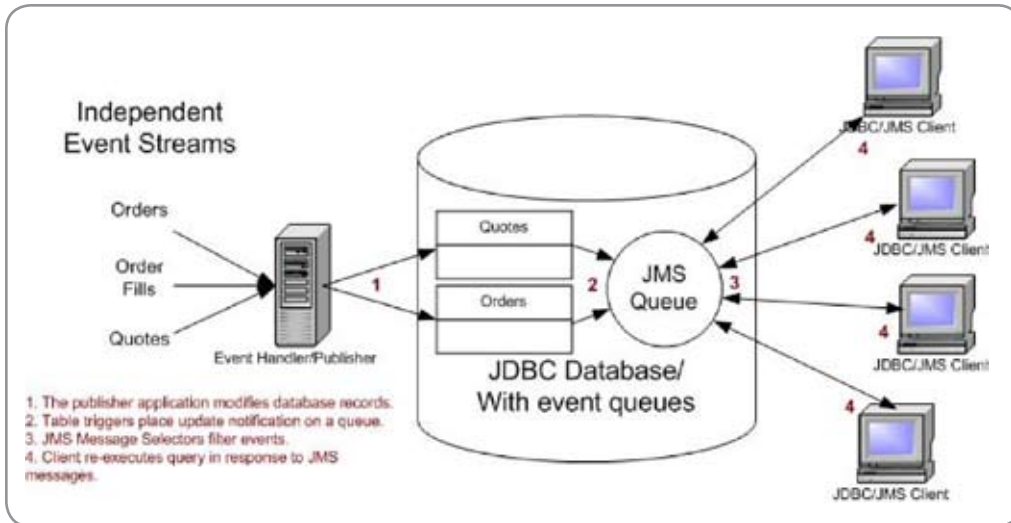 Independent
Event Streams
Orders
Order
Fills
Quotes
Event Handler/Publisher
1
Quotes
Orders
2
JMS
Queue
3
JDBC Database/
With event queues
4
JDBC/JMS Client
4
JDBC/JMS Client
4
JDBC/JMS Client
4
JDBC/JMS Client
1. The publisher application modifies database records.
2. Table triggers place update notification on a queue.
3. JMS Message Selectors filter events.
4. Client re-executes query in response to JMS
messages.